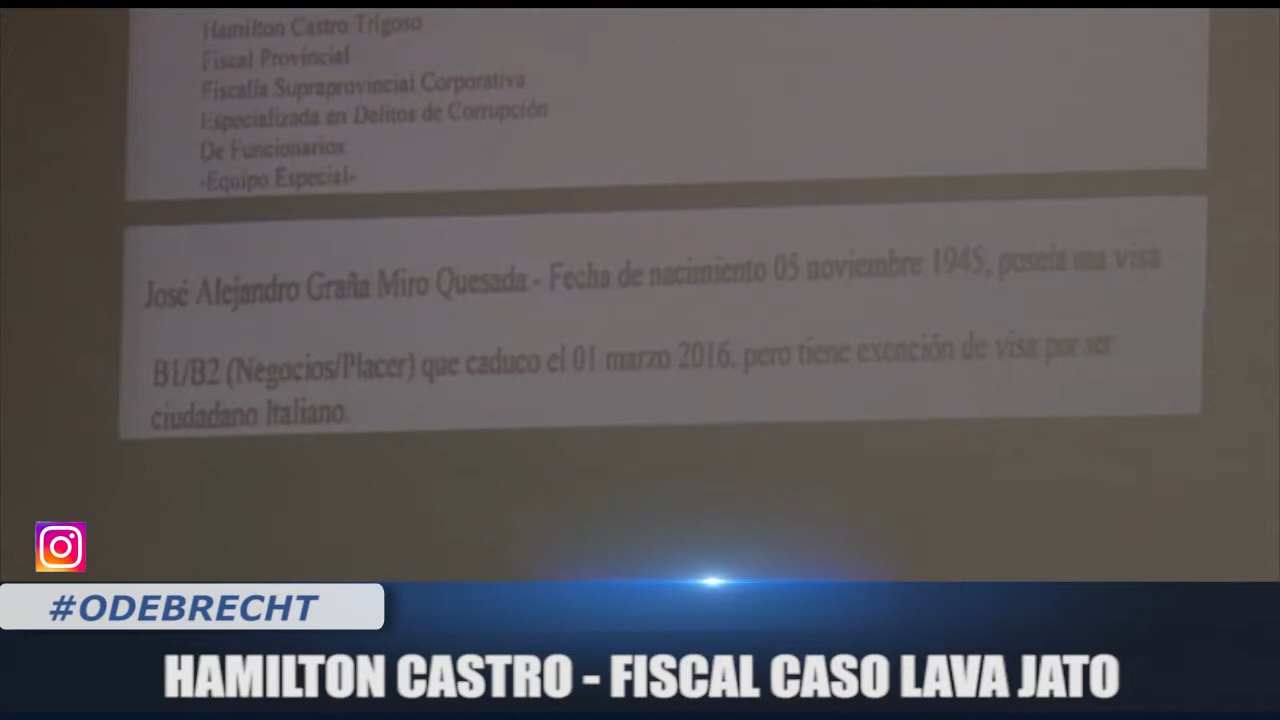 Hamilton Castro Trigoso
Fiscal Provincial
Fiscalía Supraprovincial Corporativa
Especializada en Delitos de Corrupción
De Funcionarios
-Equipo Especial-
José Alejandro Graña Miro Quesada - Fecha de nacimiento 05 noviembre 1945, poseía una visa
B1/B2 (Negocios/Placer) que caduco el 01 marzo 2016, pero tiene exención de visa por ser
ciudadano Italiano.
#ODEBRECHT
HAMILTON CASTRO - FISCAL CASO LAVA JATO